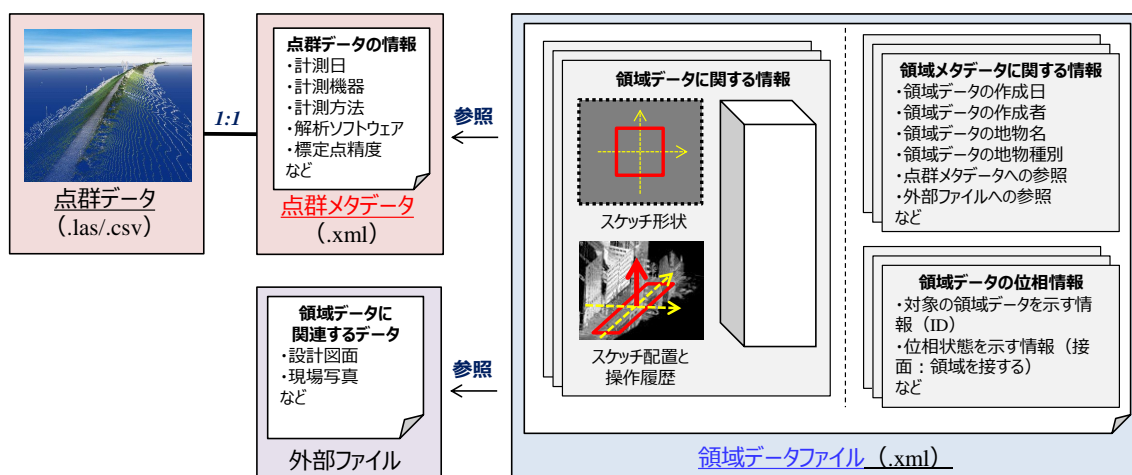 点群データ
(.las/.csv)
1:1
点群データの情報
・計測日
・計測機器
・計測方法
・解析ソフトウェア
・標定点精度
など
点群メタデータ
(.xml)
参照
領域データに
関連するデータ
・設計図面
・現場写真
など
外部ファイル
参照
領域データに関する情報
スケッチ形状
スケッチ配置と
操作履歴
領域メタデータに関する情報
・領域データの作成日
・領域データの作成者
・領域データの地物名
・領域データの地物種別
・点群メタデータへの参照
・外部ファイルへの参照
など
領域データの位相情報
・対象の領域データを示す情
報（ID）
・位相状態を示す情報（接
面：領域を接する）
など
領域データファイル（.xml）